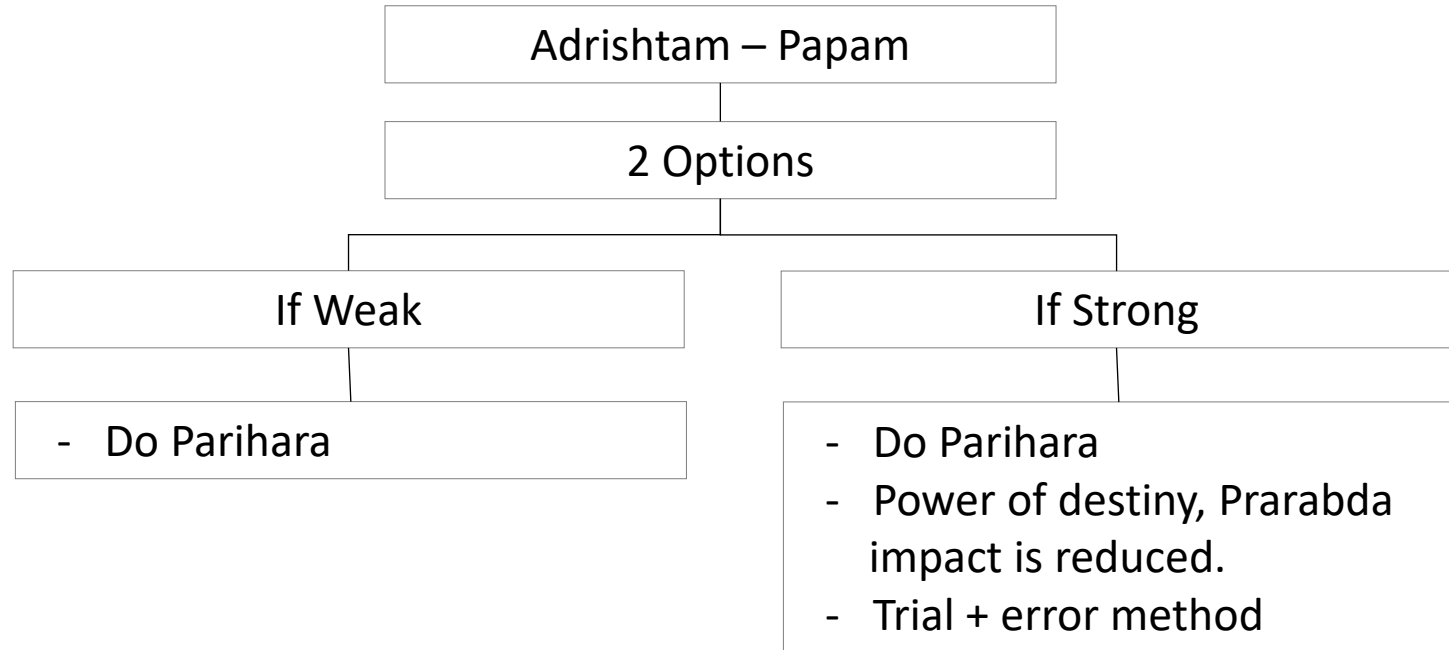 Adrishtam – Papam
2 Options
If Weak
If Strong
- Do Parihara
- Do Parihara
- Power of destiny, Prarabda
impact is reduced.
- Trial + error method